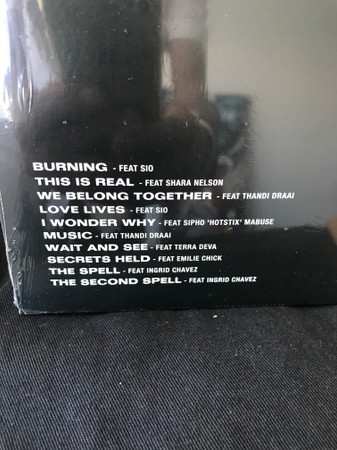 BURNING - FEAT SIO
THIS IS REAL - FEAT SHARA NELSON
WE BELONG TOGETHER - FEAT THANDI DRAAI
LOVE LIVES - FEAT SIO
I WONDER WHY - FEAT SIPHO 'HOTSTIX' MABUSE
MUSIC - FEAT THANDI DRAAI
WAIT AND SEE - FEAT TERRA DEVA
SECRETS HELD - FEAT EMILIE CHICK
THE SPELL - FEAT INGRID CHAVEZ
THE SECOND SPELL - FEAT INGRID CHAVEZ